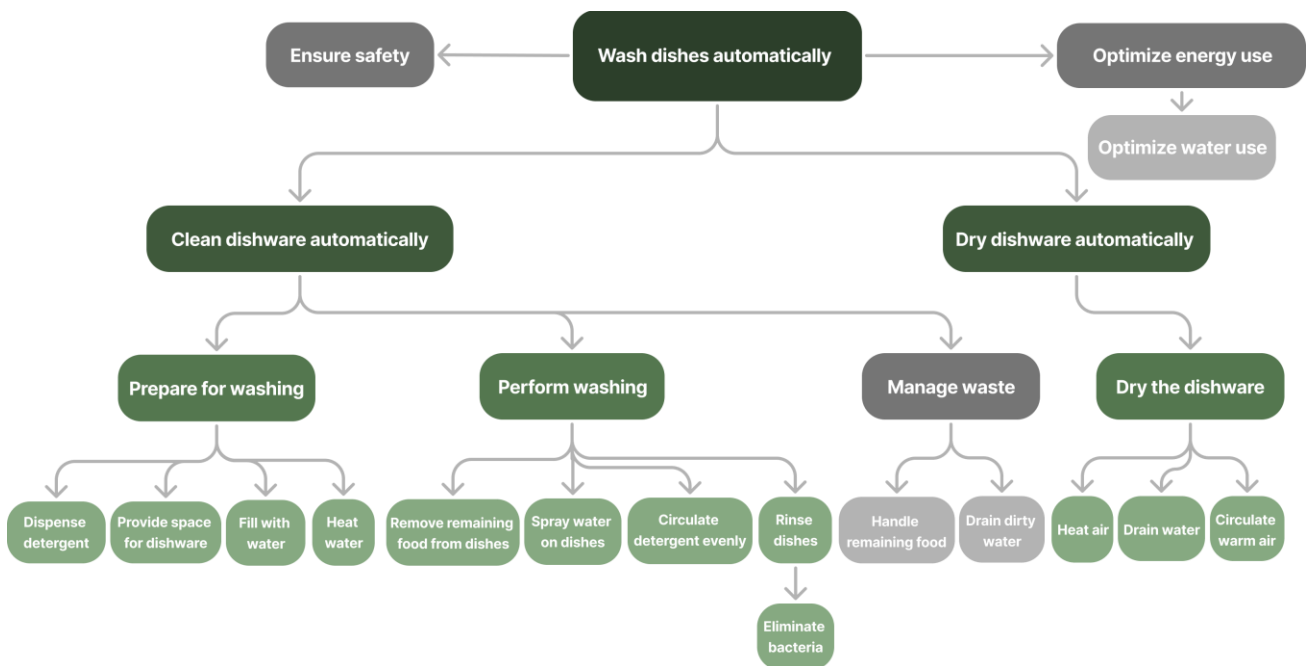 Ensure safety
Wash dishes automatically
Optimize energy use
Optimize water use
Clean dishware automatically
Dry dishware automatically
Prepare for washing
Perform washing
Manage waste
Dry the dishware
Dispense
detergent
Provide space
for dishware
Fill with
water
Heat
water
Remove remaining
food from dishes
Spray water
on dishes
Circulate
detergent evenly
Rinse
dishes
Handle
remaining food
Drain dirty
water
Heat air
Drain water
Circulate
warm air
Eliminate
bacteria